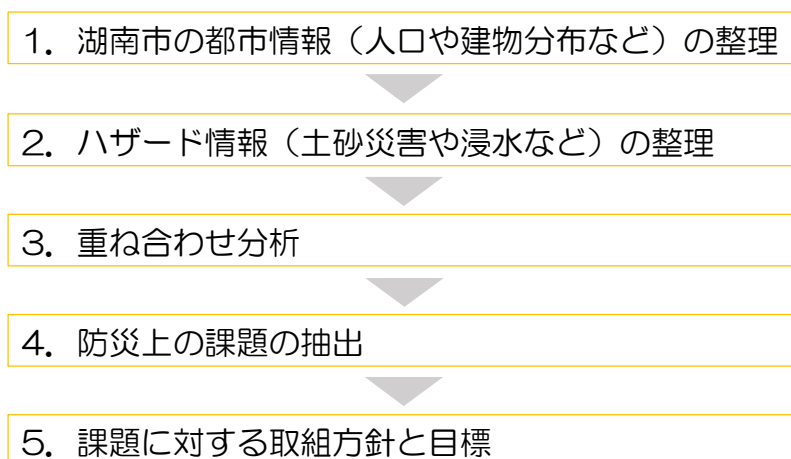 1．湖南市の都市情報（人口や建物分布など）の整理
2．ハザード情報（土砂災害や浸水など）の整理
3．重ね合わせ分析
4．防災上の課題の抽出
5．課題に対する取組方針と目標